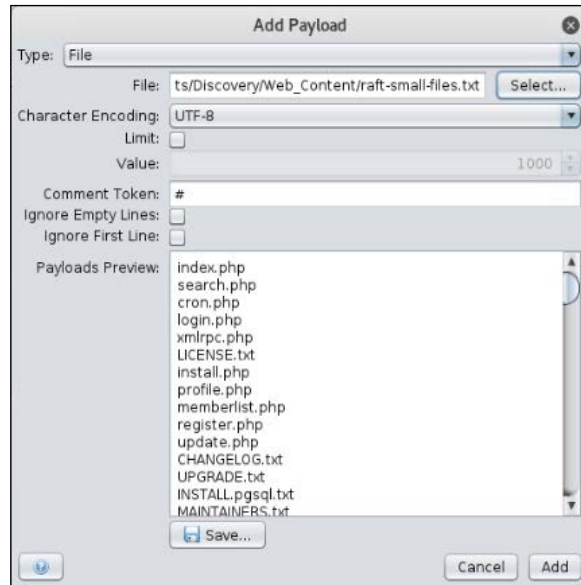 Add Payload
Type: File
File: ts/Discovery/Web_Content/raft-small-files.txt Select...
Character Encoding: UTF-8
Limit:
Value: 1000
Comment Token: #
Ignore Empty Lines:
Ignore First Line:
Payloads Preview: index.php
search.php
cron.php
login.php
xmlrpc.php
LICENSE.txt
install.php
profile.php
memberlist.php
register.php
update.php
CHANGELOG.txt
UPGRADE.txt
INSTALL.pgsql.txt
MAINTAINERS.txt
Save...
? Cancel Add